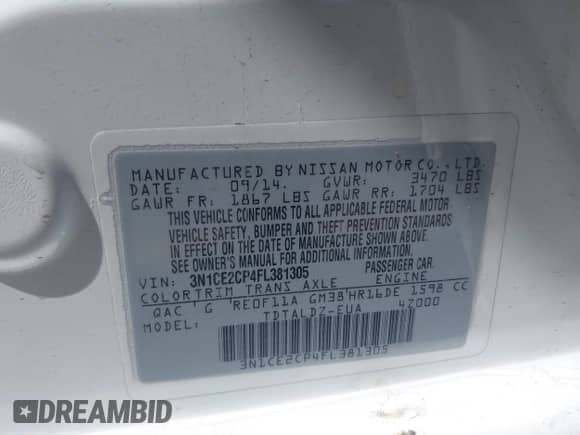 MANUFACTURED BY NISSAN MOTOR CO., LTD.
DATE: 09/14. GVWR: 3470 LBS
GAWR FR: 1867 LBS GAWR RR: 1704 LBS
THIS VEHICLE CONFORMS TO ALL APPLICABLE FEDERAL MOTOR
VEHICLE SAFETY, BUMPER AND THEFT PREVENTION STANDARDS
IN EFFECT ON THE DATE OF MANUFACTURE SHOWN ABOVE.
SEE OWNERS MANUAL FOR ADDITIONAL INFORMATION.
VIN: 3N1CE2CP4FL381305 PASSENGER CAR.
COLOR TRIM TRANS AXLE ENGINE
QAC 'G 'RE0F11A GM38'HR16DE 1598 CC
MODEL: TDTALDZ-EUA 42000
3N1CE2CP4FL381305
DREAMBID